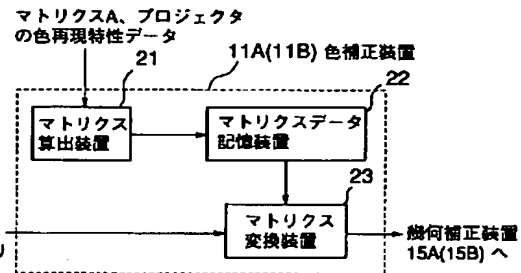 マトリクスA、プロジェクタ
の色再現特性データ
21
11A(11B) 色補正装置
22
マトリクス
算出装置
マトリクスデータ
記憶装置
23
マトリクス
変換装置
幾何補正装置
15A(15B) へ
り